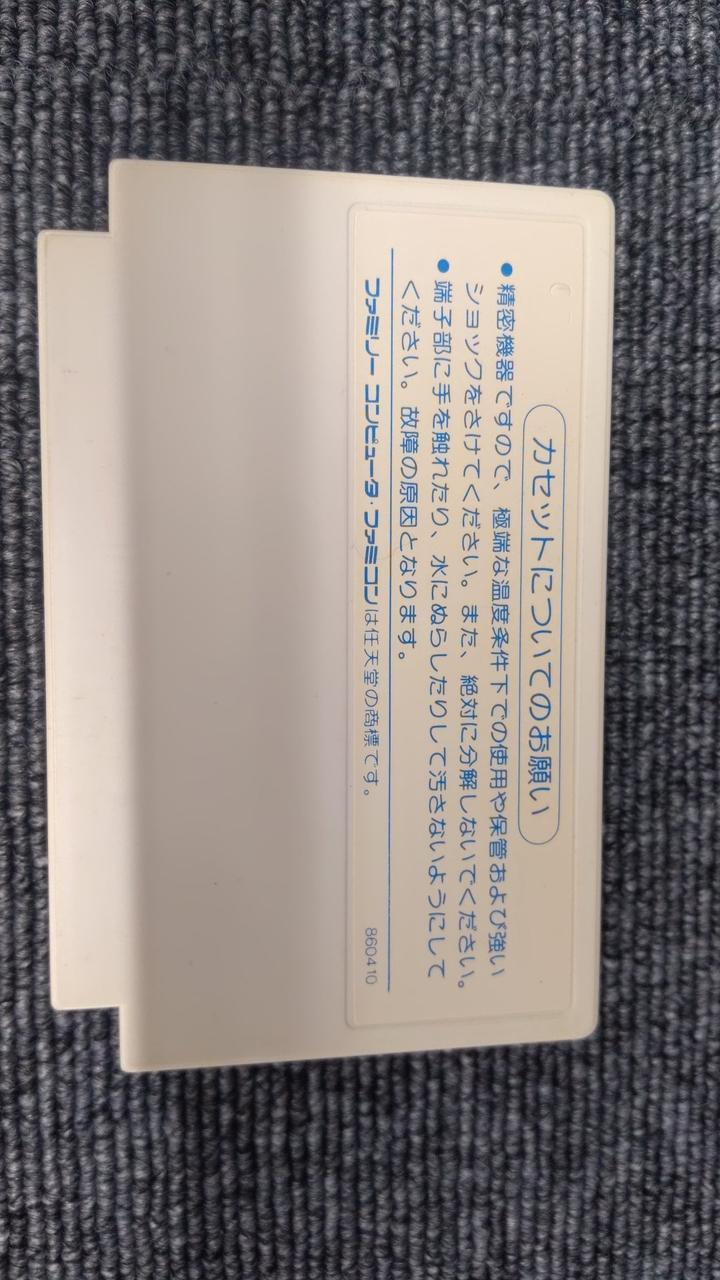 カセットについてのお願い
●精密機器ですので、極端な温度条件下での使用や保管および強い
ショックをさけてください。また、絶対に分解しないでください。
●端子部に手を触れたり、水にぬらしたりして汚さないようにして
ください。故障の原因となります。
ファミリー コンピュータ・ファミコンは任天堂の商標です。
860410